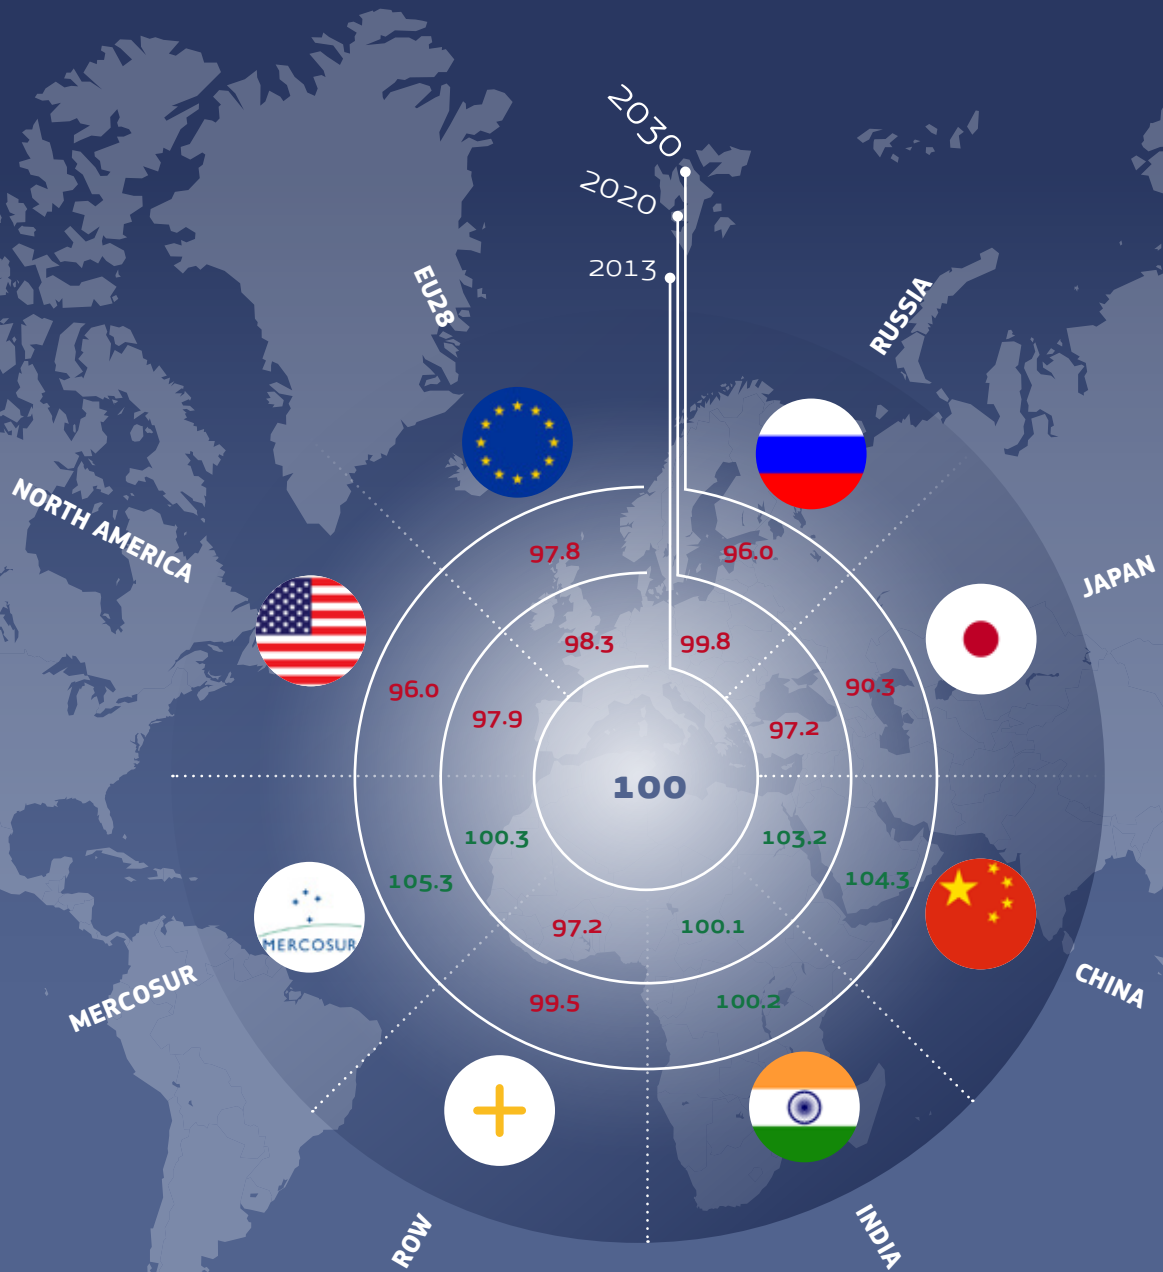 2030
2020
2013
EU28
RUSSIA
NORTH AMERICA
JAPAN
97.8
96.0
98.3
99.8
96.0
90.3
97.9
97.2
100
100.3
103.2
105.3
104.3
97.2
100.1
99.5
100.2
MERCOSUR
MERCOSUR
CHINA
ROW
INDIA